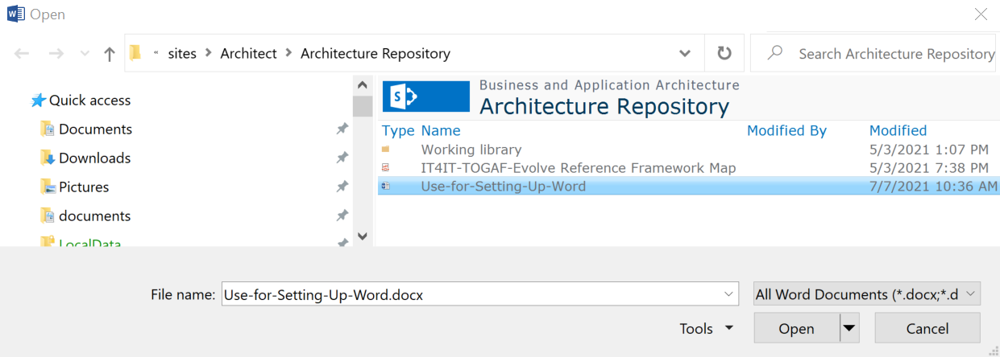 Open
« sites > Architect > Architecture Repository
Search Architecture Repository
Quick access
Documents
Downloads
Pictures
documents
LocalData
Business and Application Architecture
Architecture Repository
Type Name Modified By Modified
Working library 5/3/2021 1:07 PM
IT4IT-TOGAF-Evolve Reference Framework Map 5/3/2021 7:38 PM
Use-for-Setting-Up-Word 7/7/2021 10:36 AM
File name: Use-for-Setting-Up-Word.docx All Word Documents (*.docx;*.d
Tools Open Cancel